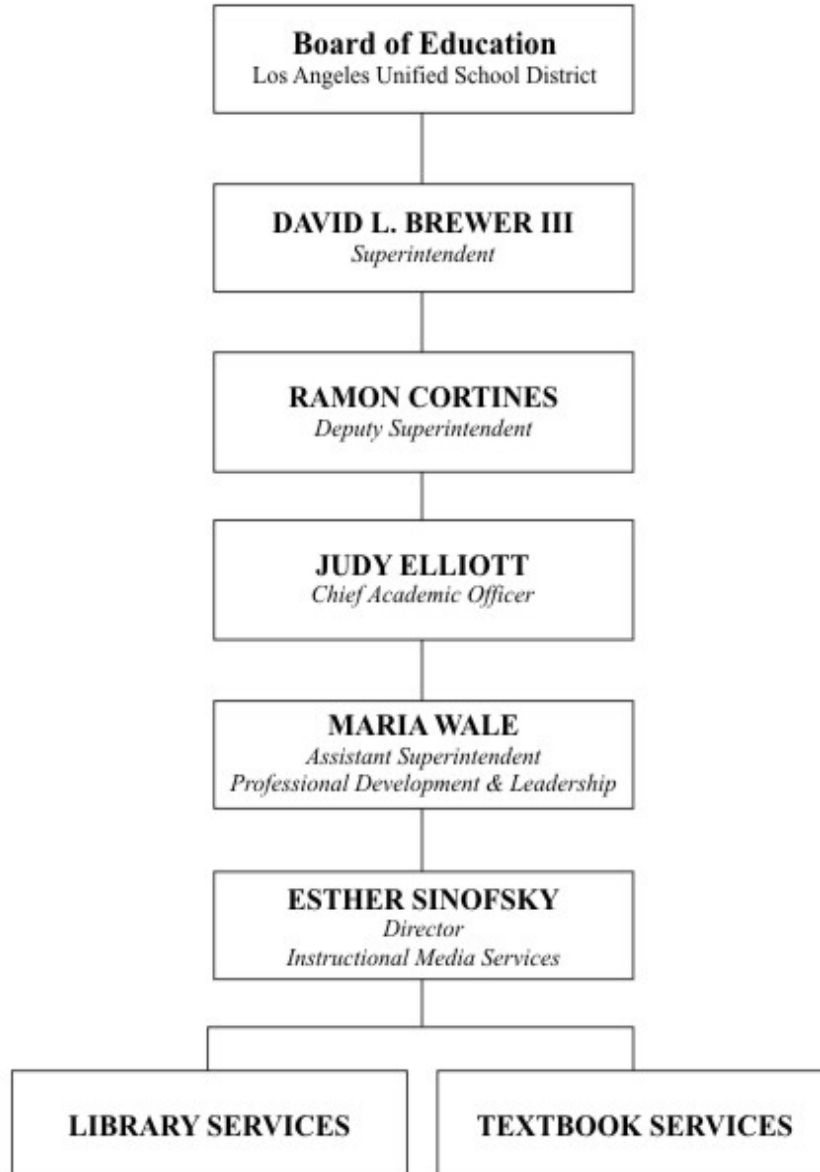 Board of Education
Los Angeles Unified School District
DAVID L. BREWER III
Superintendent
RAMON CORTINES
Deputy Superintendent
JUDY ELLIOTT
Chief Academic Officer
MARIA WALE
Assistant Superintendent
Professional Development & Leadership
ESTHER SINOFSKY
Director
Instructional Media Services
LIBRARY SERVICES
TEXTBOOK SERVICES